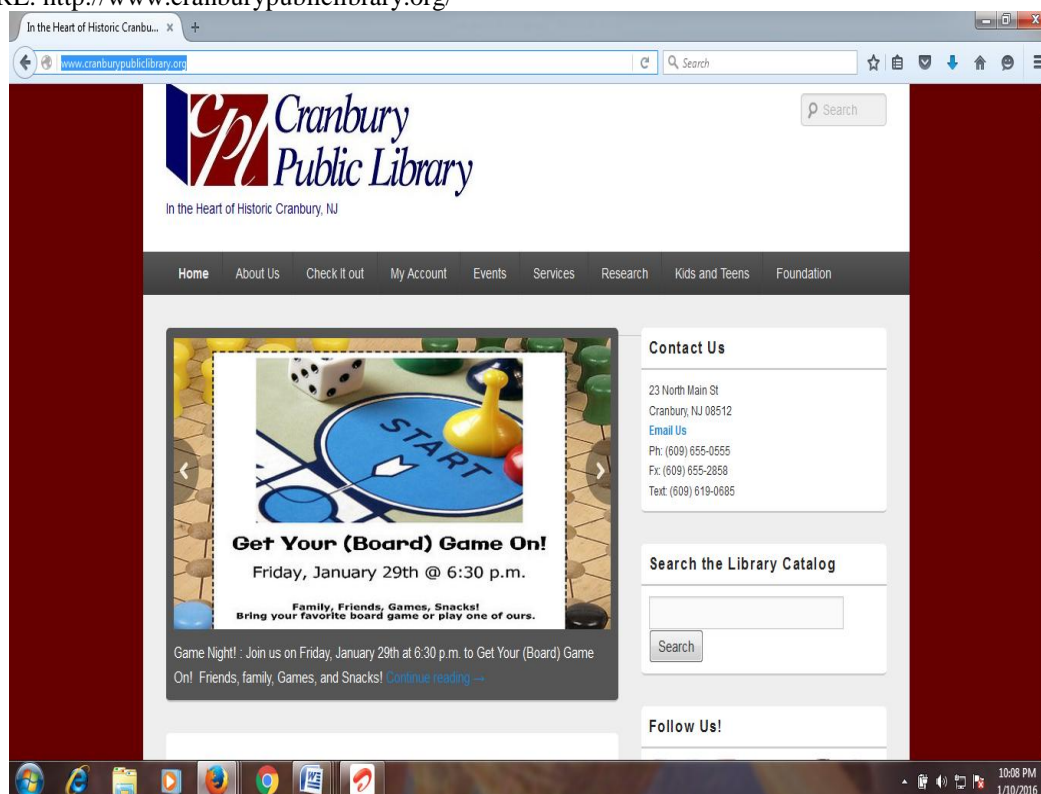 RE: http://www.cranburypubliclibrary.org/
In the Heart of Historic Cranbu...
www.cranburypubliclibrary.org
Search
cpl
Cranbury
Public Library
In the Heart of Historic Cranbury, NJ
Search
Home About Us Check It out My Account Events Services Research Kids and Teens Foundation
START
Get Your (Board) Game On!
Friday, January 29th @ 6:30 p.m.
Family, Friends, Games, Snacks!
Bring your favorite board game or play one of ours.
Game Night! : Join us on Friday, January 29th at 6:30 p.m. to Get Your (Board) Game
On! Friends, family, Games, and Snacks! Continue reading →
Contact Us
23 North Main St
Cranbury, NJ 08512
Email Us
Ph: (609) 655-0555
Fx: (609) 655-2858
Text: (609) 619-0685
Search the Library Catalog
Search
Follow Us!
10:08 PM
1/10/2016